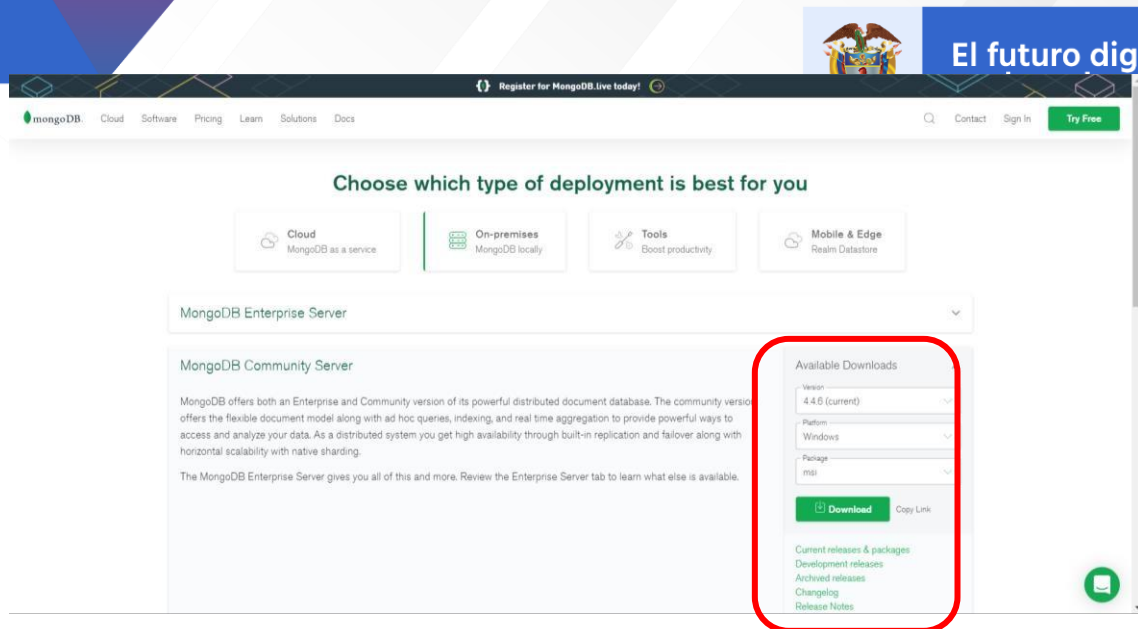 El futuro dig
Register for MongoDB.live today!
mongoDB. Cloud Software Pricing Learn Solutions Docs Contact Sign In Try Free
Choose which type of deployment is best for you
Cloud
MongoDB as a service
On-premises
MongoDB locally
Tools
Boost productivity
Mobile & Edge
Realm Datastore
MongoDB Enterprise Server
MongoDB Community Server
MongoDB offers both an Enterprise and Community version of its powerful distributed document database. The community version
offers the flexible document model along with ad hoc queries, indexing, and real time aggregation to provide powerful ways to
access and analyze your data. As a distributed system you get high availability through built-in replication and failover along with
horizontal scalability with native sharding.
The MongoDB Enterprise Server gives you all of this and more. Review the Enterprise Server tab to learn what else is available.
Available Downloads
Version
4.4.6 (current)
Platform
Windows
Package
msi
Download Copy Link
Current releases & packages
Development releases
Archived releases
Changelog
Release Notes